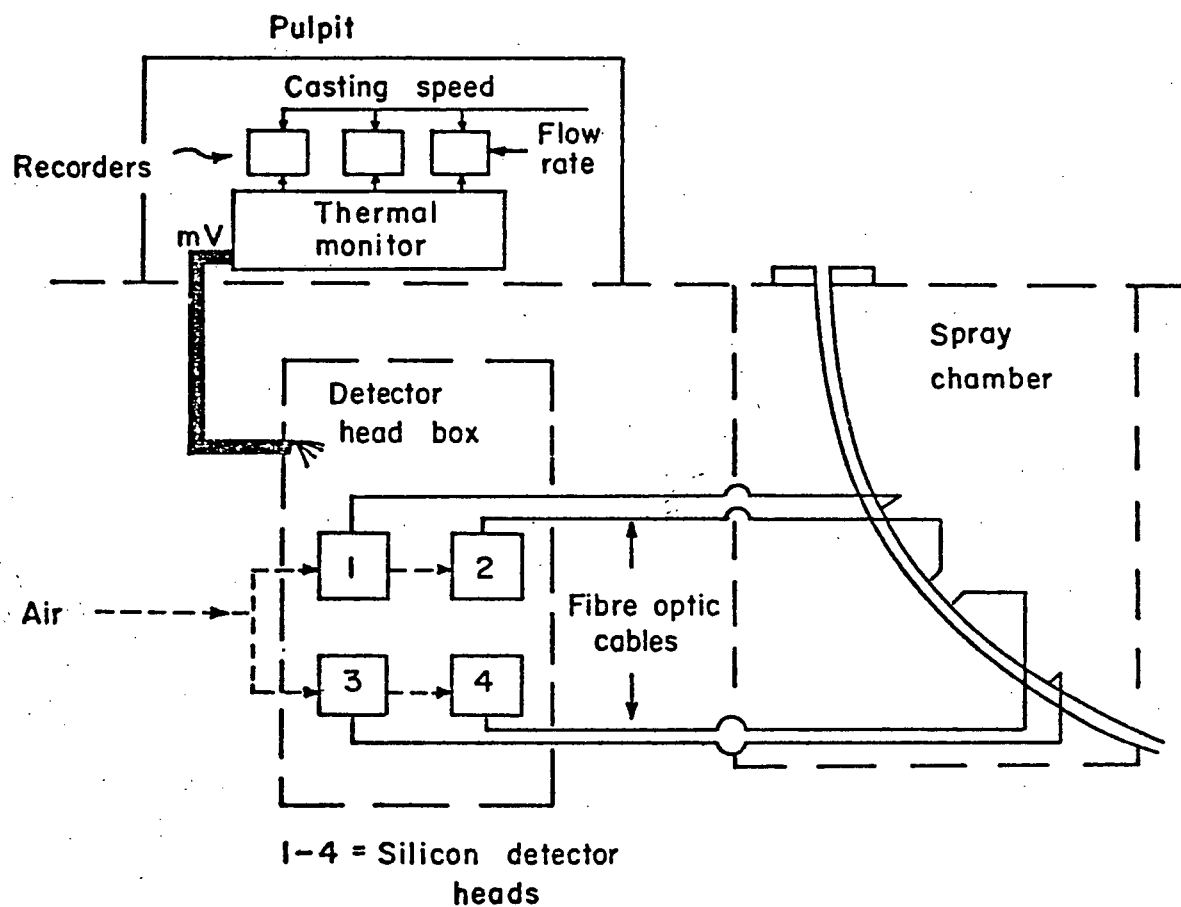 Pulpit
Casting speed
Flow
rate
Recorders
Thermal
monitor
mV
Spray
chamber
Detector
head box
1
2
Fibre optic
cables
Air
3
4
1-4 = Silicon detector
heads